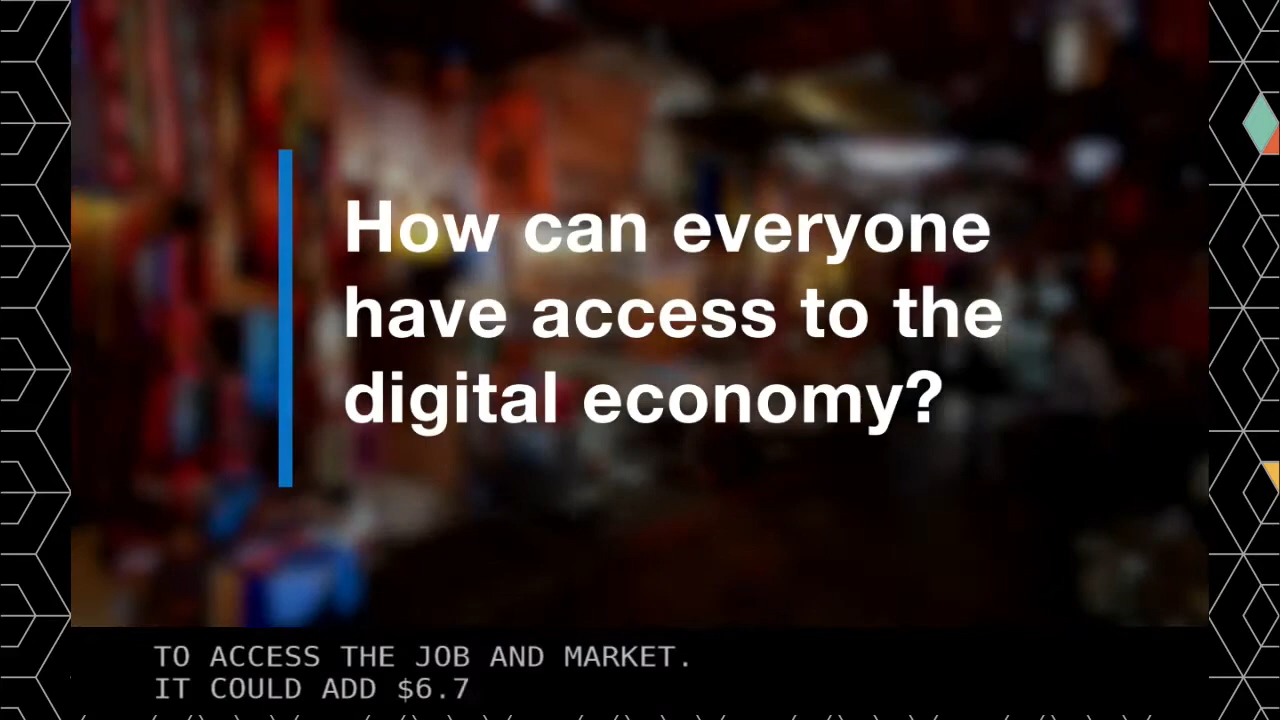 How can everyone
have access to the
digital economy?
TO ACCESS THE JOB AND MARKET.
IT COULD ADD $6.7